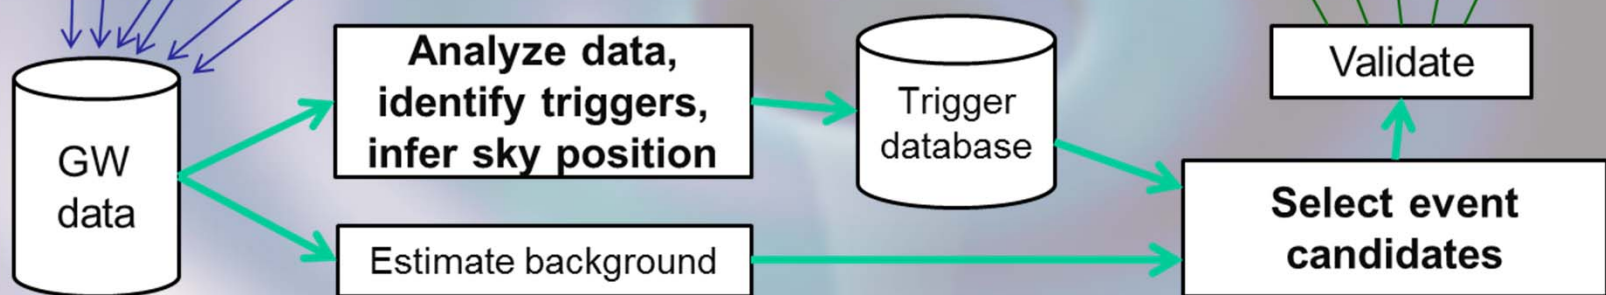 GW
data
Analyze data,
identify triggers,
infer sky position
Estimate background
Trigger
database
Validate
Select event
candidates